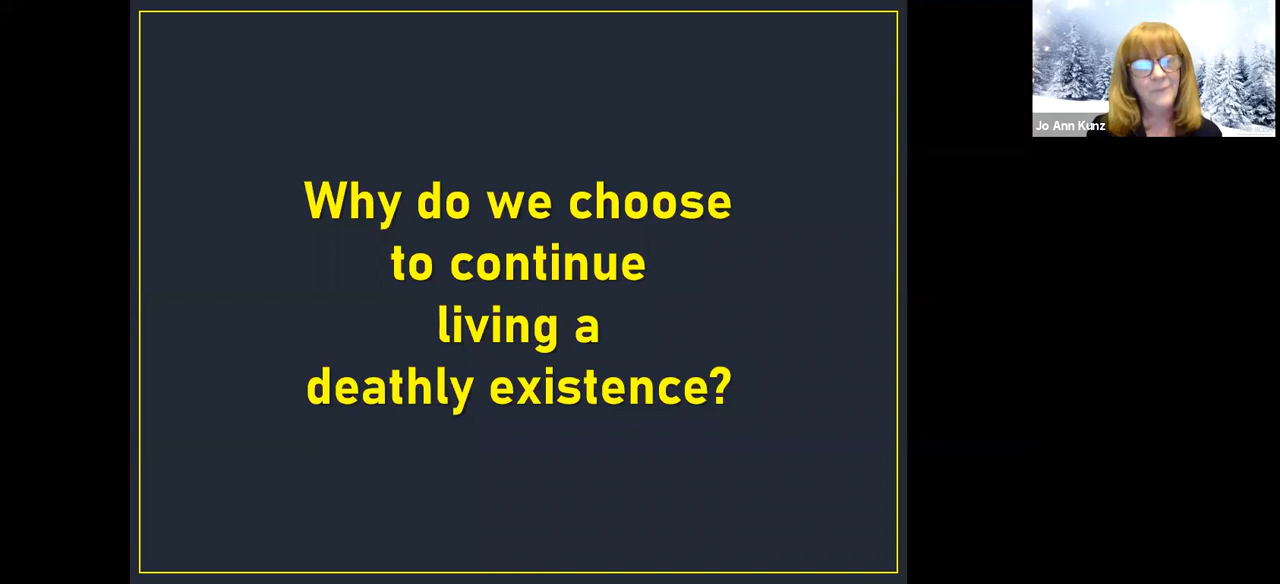 Why do we choose
to continue
living a
deathly existence?
Jo Ann Kunz